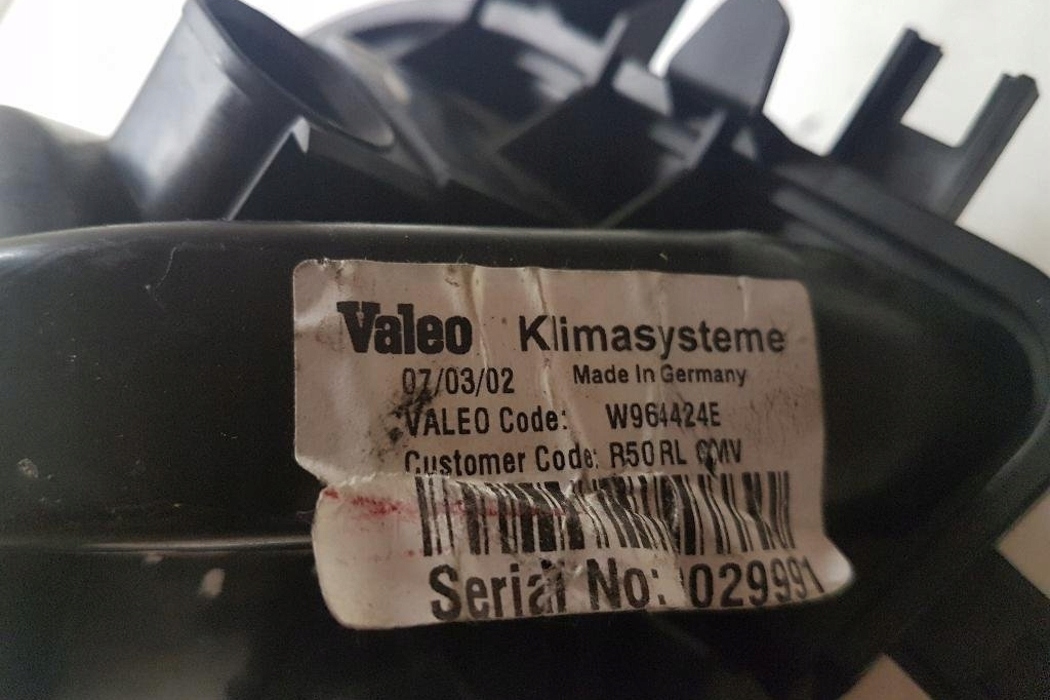 Valeo Klimasysteme
07/03/02 Made In Germany
VALEO Code: W964424E
Customer Code: R50 RL
Serial No: 029991